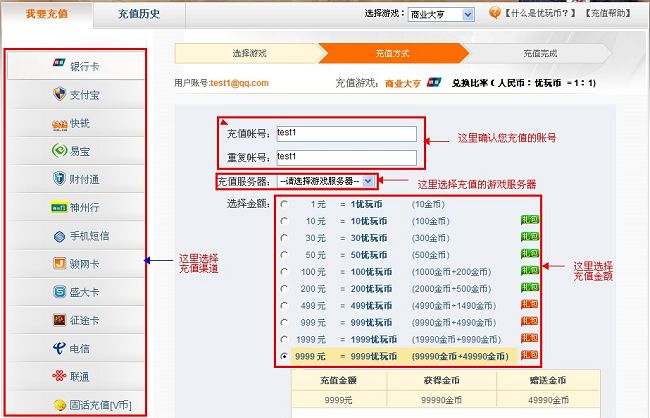 我要充值 充值历史 选择游戏： 商业大亨 【什么是优玩币？】 【充值帮助】
选择游戏 充值方式 充值完成
用户账号:test1@qq.com 充值游戏： 商业大亨 兑换比率（人民币：优玩币 =1：1）
银行卡
支付宝
快钱
易宝
财付通
神州行
手机短信
骏网卡
盛大卡
征途卡
电信
联通
固话充值[V币]
这里选择
充值渠道
充值帐号： test1
重复帐号： test1
这里确认您充值的账号
充值服务器： --请选择游戏服务器--
这里选择充值的游戏服务器
选择金额：
1 元 = 1优玩币 (10金币)
10 元 = 10优玩币 (100金币) 礼包
30 元 = 30优玩币 (300金币) 礼包
50 元 = 50优玩币 (500金币) 礼包
100 元 = 100优玩币 (1000金币+200金币) 礼包
200 元 = 200优玩币 (2000金币+500金币) 礼包
499 元 = 499优玩币 (4990金币+1490金币) 礼包
999 元 = 999优玩币 (9990金币+4990金币) 礼包
1999 元 = 1999优玩币 (19990金币+9990金币) 礼包
9999 元 = 9999优玩币 (99990金币+49990金币) 礼包
这里选择
充值金额
充值金额 获得金币 赠送金币
9999元 99990金币 49990金币